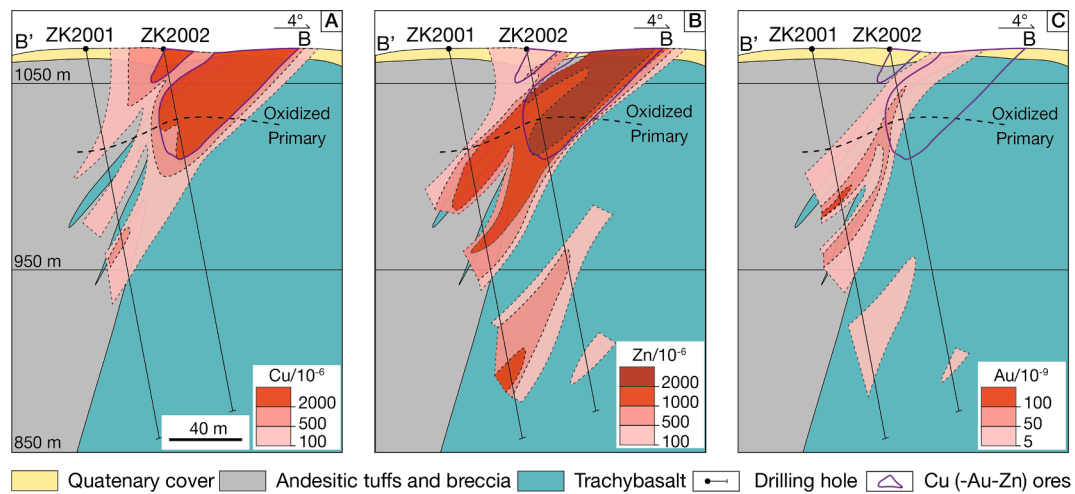 4° A
B' ZK2001 ZK2002 B
1050 m
Oxidized
Primary
950 m
850 m
Cu/10⁻⁶
2000
500
100
40 m
4° B
B' ZK2001 ZK2002 B
Oxidized
Primary
Zn/10⁻⁶
2000
1000
500
100
4° C
B' ZK2001 ZK2002 B
Oxidized
Primary
Au/10⁻⁹
100
50
5
Quatenary cover Andesitic tuffs and breccia Trachybasalt Drilling hole Cu (-Au-Zn) ores